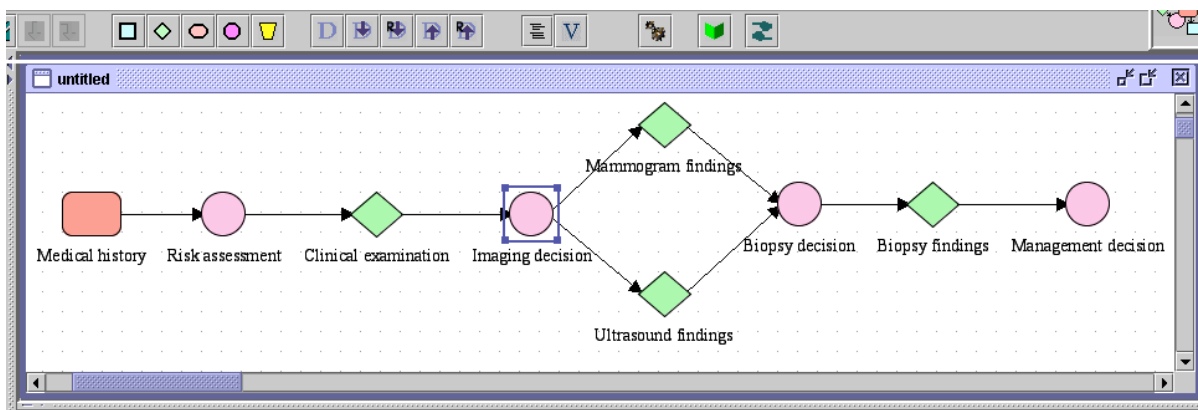 D D R R
V
untitled
Mammogram findings
Medical history Risk assessment Clinical examination Imaging decision Biopsy decision Biopsy findings Management decision
Ultrasound findings